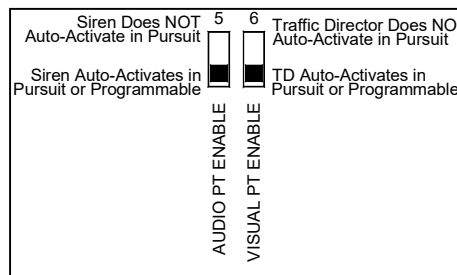 Siren Does NOT
Auto-Activate in Pursuit
5
6
Traffic Director Does NO
Auto-Activate in Pursuit
Siren Auto-Activates in
Pursuit or Programmable
TD Auto-Activates in
Pursuit or Programmable
AUDIO PT ENABLE
VISUAL PT ENABLE